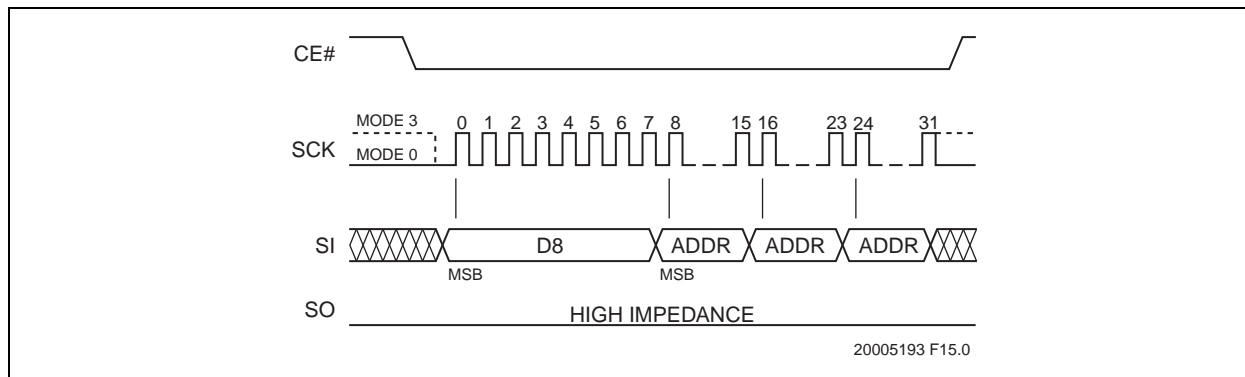 CE#
MODE 3
SCK
MODE 0
0 1 2 3 4 5 6 7 8 15 16 23 24 31
SI
D8 ADDR ADDR ADDR
MSB MSB
SO
HIGH IMPEDANCE
20005193 F15.0